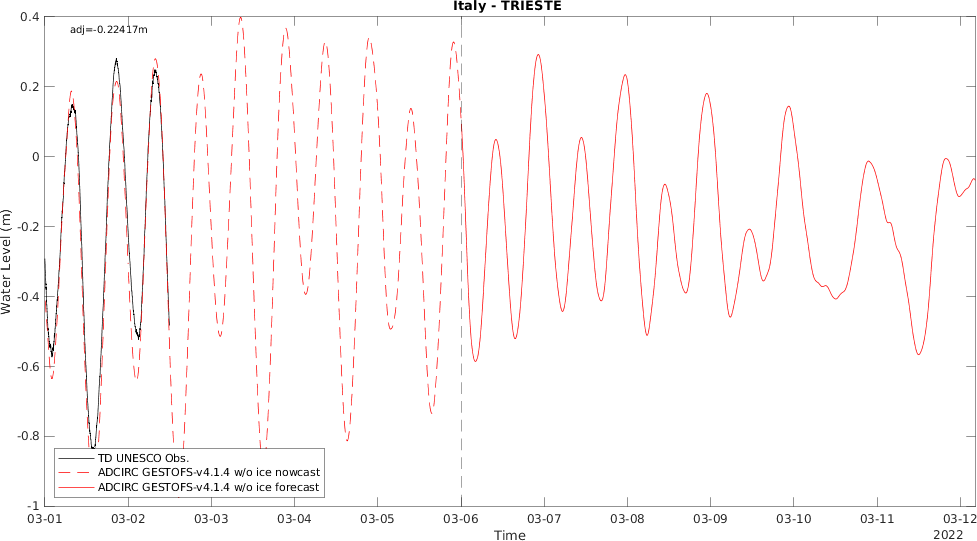 Italy - TRIESTE
adj=-0.22417m
0.4
0.2
0
-0.2
-0.4
-0.6
-0.8
-1
Water Level (m)
TD UNESCO Obs.
ADCIRC GESTOFS-v4.1.4 w/o ice nowcast
ADCIRC GESTOFS-v4.1.4 w/o ice forecast
03-01 03-02 03-03 03-04 03-05 03-06 03-07 03-08 03-09 03-10 03-11 03-12
Time
2022